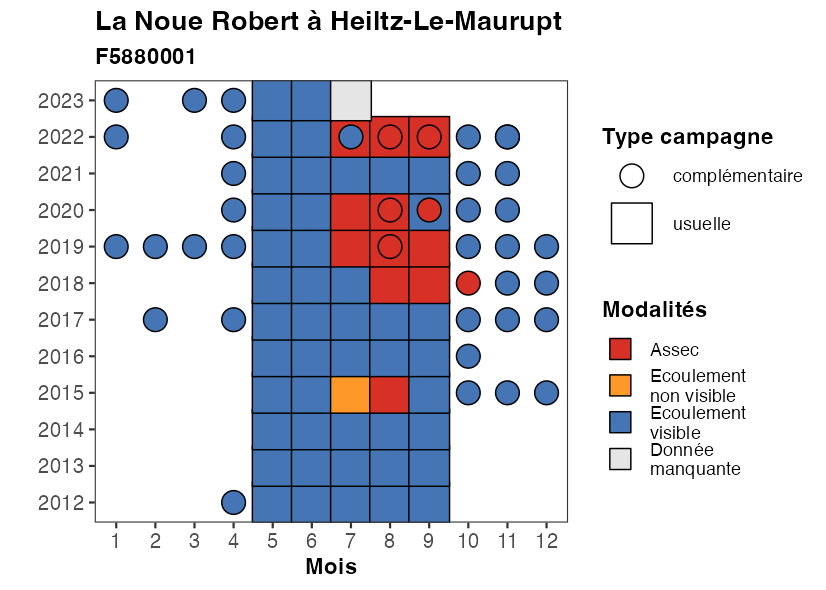 La Noue Robert à Heiltz-Le-Maurupt
F5880001
2023
2022
2021
2020
2019
2018
2017
2016
2015
2014
2013
2012
1 2 3 4 5 6 7 8 9 10 11 12
Mois
Type campagne
complémentaire
usuelle
Modalités
Assec
Ecoulement
non visible
Ecoulement
visible
Donnée
manquante